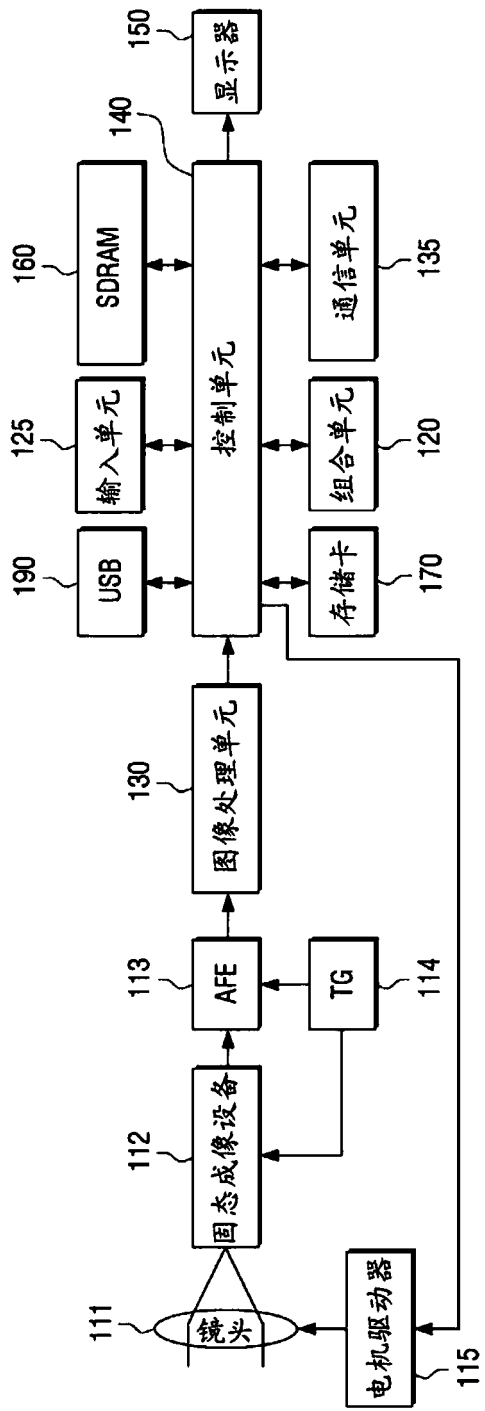 111
镜头
112
固态成像设备
113
AFE
114
TG
115
电机驱动器
130
图像处理单元
140
控制单元
150
显示器
190
USB
125
输入单元
160
SDRAM
170
存储卡
120
组合单元
135
通信单元